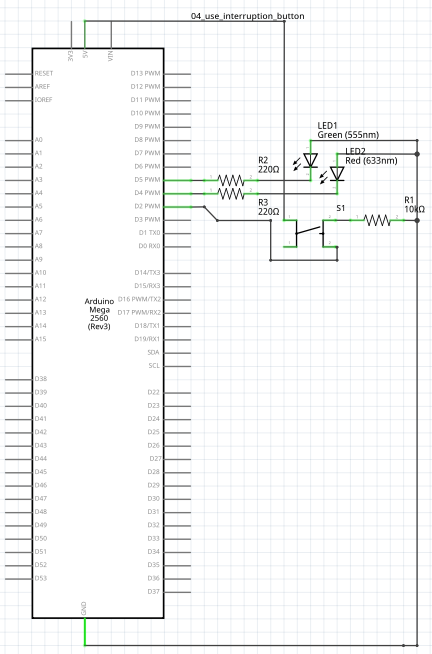 04_use_interruption_button
3V3
5V
VIN
RESET
AREF
IOREF
A0
A1
A2
A3
A4
A5
A6
A7
A8
A9
A10
A11
A12
A13
A14
A15
D38
D39
D40
D41
D42
D43
D44
D45
D46
D47
D48
D49
D50
D51
D52
D53
Arduino
Mega
2560
(Rev3)
D13 PWM
D12 PWM
D11 PWM
D10 PWM
D9 PWM
D8 PWM
D7 PWM
D6 PWM
D5 PWM
D4 PWM
D2 PWM
D3 PWM
D1 TX0
D0 RX0
D14/TX3
D15/RX3
D16 PWM/TX2
D17 PWM/RX2
D18/TX1
D19/RX1
SDA
SCL
D22
D23
D24
D25
D26
D27
D28
D29
D30
D31
D32
D33
D34
D35
D36
D37
GND
R2
220Ω
R3
220Ω
LED1
Green (555nm)
LED2
Red (633nm)
S1
R1
10kΩ